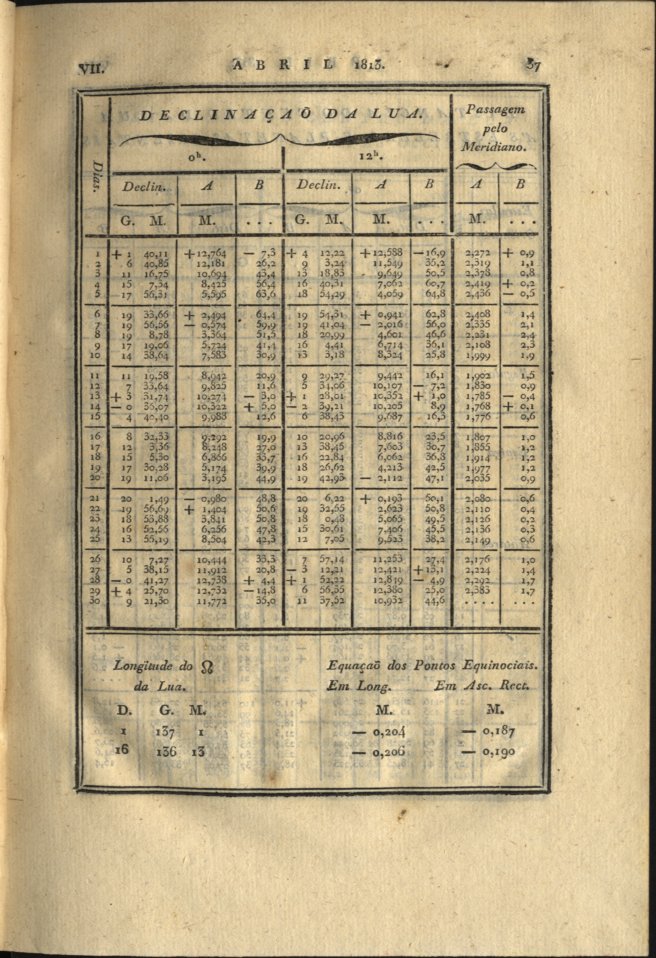 VII. ABRIL 1813. 37
DECLINAÇAÕ DA LUA. Passagem pelo Meridiano.
Dias. 0h. 12h.
Declin. A B Declin. A B A B
G. M. M. ... G. M. M. ... M. ...
1 + 1 40,11 + 12,764 — 7,3 + 4 12,22 + 12,588 — 16,9 2,272 + 0,9
2 6 40,85 12,181 26,2 9 3,24 11,549 35,2 2,319 1,1
3 11 16,75 10,694 43,4 13 18,83 9,649 50,5 2,378 0,8
4 15 7,54 8,425 56,4 16 40,31 7,062 60,7 2,419 + 0,2
5 17 56,31 5,595 63,6 18 54,29 4,059 64,8 2,436 — 0,5
6 19 33,66 + 2,494 64,4 19 54,31 + 0,941 62,8 2,408 1,4
7 19 56,56 — 0,574 59,9 19 41,04 — 2,016 56,0 2,335 2,1
8 19 8,78 3,364 51,5 18 20,99 4,601 46,6 2,231 2,4
9 17 19,06 5,724 41,4 16 4,41 6,714 36,1 2,108 2,3
10 14 38,64 7,583 30,9 13 3,18 8,324 25,8 1,999 1,9
11 11 19,58 8,942 20,9 9 29,27 9,442 16,1 1,902 1,5
12 7 33,64 9,825 11,6 5 34,06 10,107 — 7,2 1,830 0,9
13 + 3 31,74 10,274 — 3,0 + 1 28,01 10,352 + 1,0 1,785 — 0,4
14 — 0 36,07 10,322 + 5,0 — 2 39,21 10,205 8,9 1,768 + 0,1
15 4 40,40 9,988 12,6 6 38,43 9,687 16,3 1,776 0,6
16 8 32,33 9,292 19,9 10 20,96 8,816 23,5 1,807 1,0
17 12 3,36 8,248 27,0 13 38,45 7,603 30,7 1,855 1,2
18 15 5,30 6,866 33,7 16 22,84 6,062 36,8 1,914 1,2
19 17 30,28 5,174 39,9 18 26,62 4,213 42,5 1,977 1,2
20 19 11,06 3,195 44,9 19 42,93 — 2,112 47,1 2,035 0,9
21 20 1,49 — 0,980 48,8 20 6,22 + 0,193 50,1 2,080 0,6
22 19 56,69 + 1,404 50,6 19 32,55 2,623 50,8 2,110 0,4
23 18 53,88 3,841 50,8 18 0,48 5,065 49,5 2,126 0,2
24 16 52,56 6,256 47,8 15 30,61 7,406 45,5 2,136 0,3
25 13 55,19 8,504 42,3 12 7,05 9,523 38,2 2,149 0,6
26 10 7,27 10,444 33,3 7 57,14 11,253 27,4 2,176 1,0
27 5 38,15 11,912 20,8 — 3 12,21 12,421 + 13,1 2,224 1,4
28 — 0 41,27 12,738 + 4,4 + 1 52,22 12,849 — 4,9 2,292 1,7
29 + 4 25,70 12,732 — 14,8 6 56,35 12,380 25,0 2,383 1,7
30 9 21,30 11,772 35,0 11 37,52 10,932 44,6 .... ...
Longitude do ☊ Equaçaõ dos Pontos Equinociais.
da Lua. Em Long. Em Asc. Rect.
D. G. M. M. M.
1 137 1 — 0,204 — 0,187
16 136 13 — 0,206 — 0,190